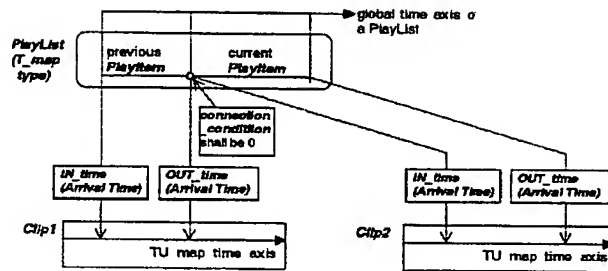 global time axis o
a PlayList
PlayList
(T_map
type)
previous
PlayItem
current
PlayItem
connection
_condition
shall be 0
IN_time
(Arrival Time)
OUT_time
(Arrival Time)
IN_time
(Arrival Time)
OUT_time
(Arrival Time)
Clip1
TU map time axis
Clip2
TU map time axis